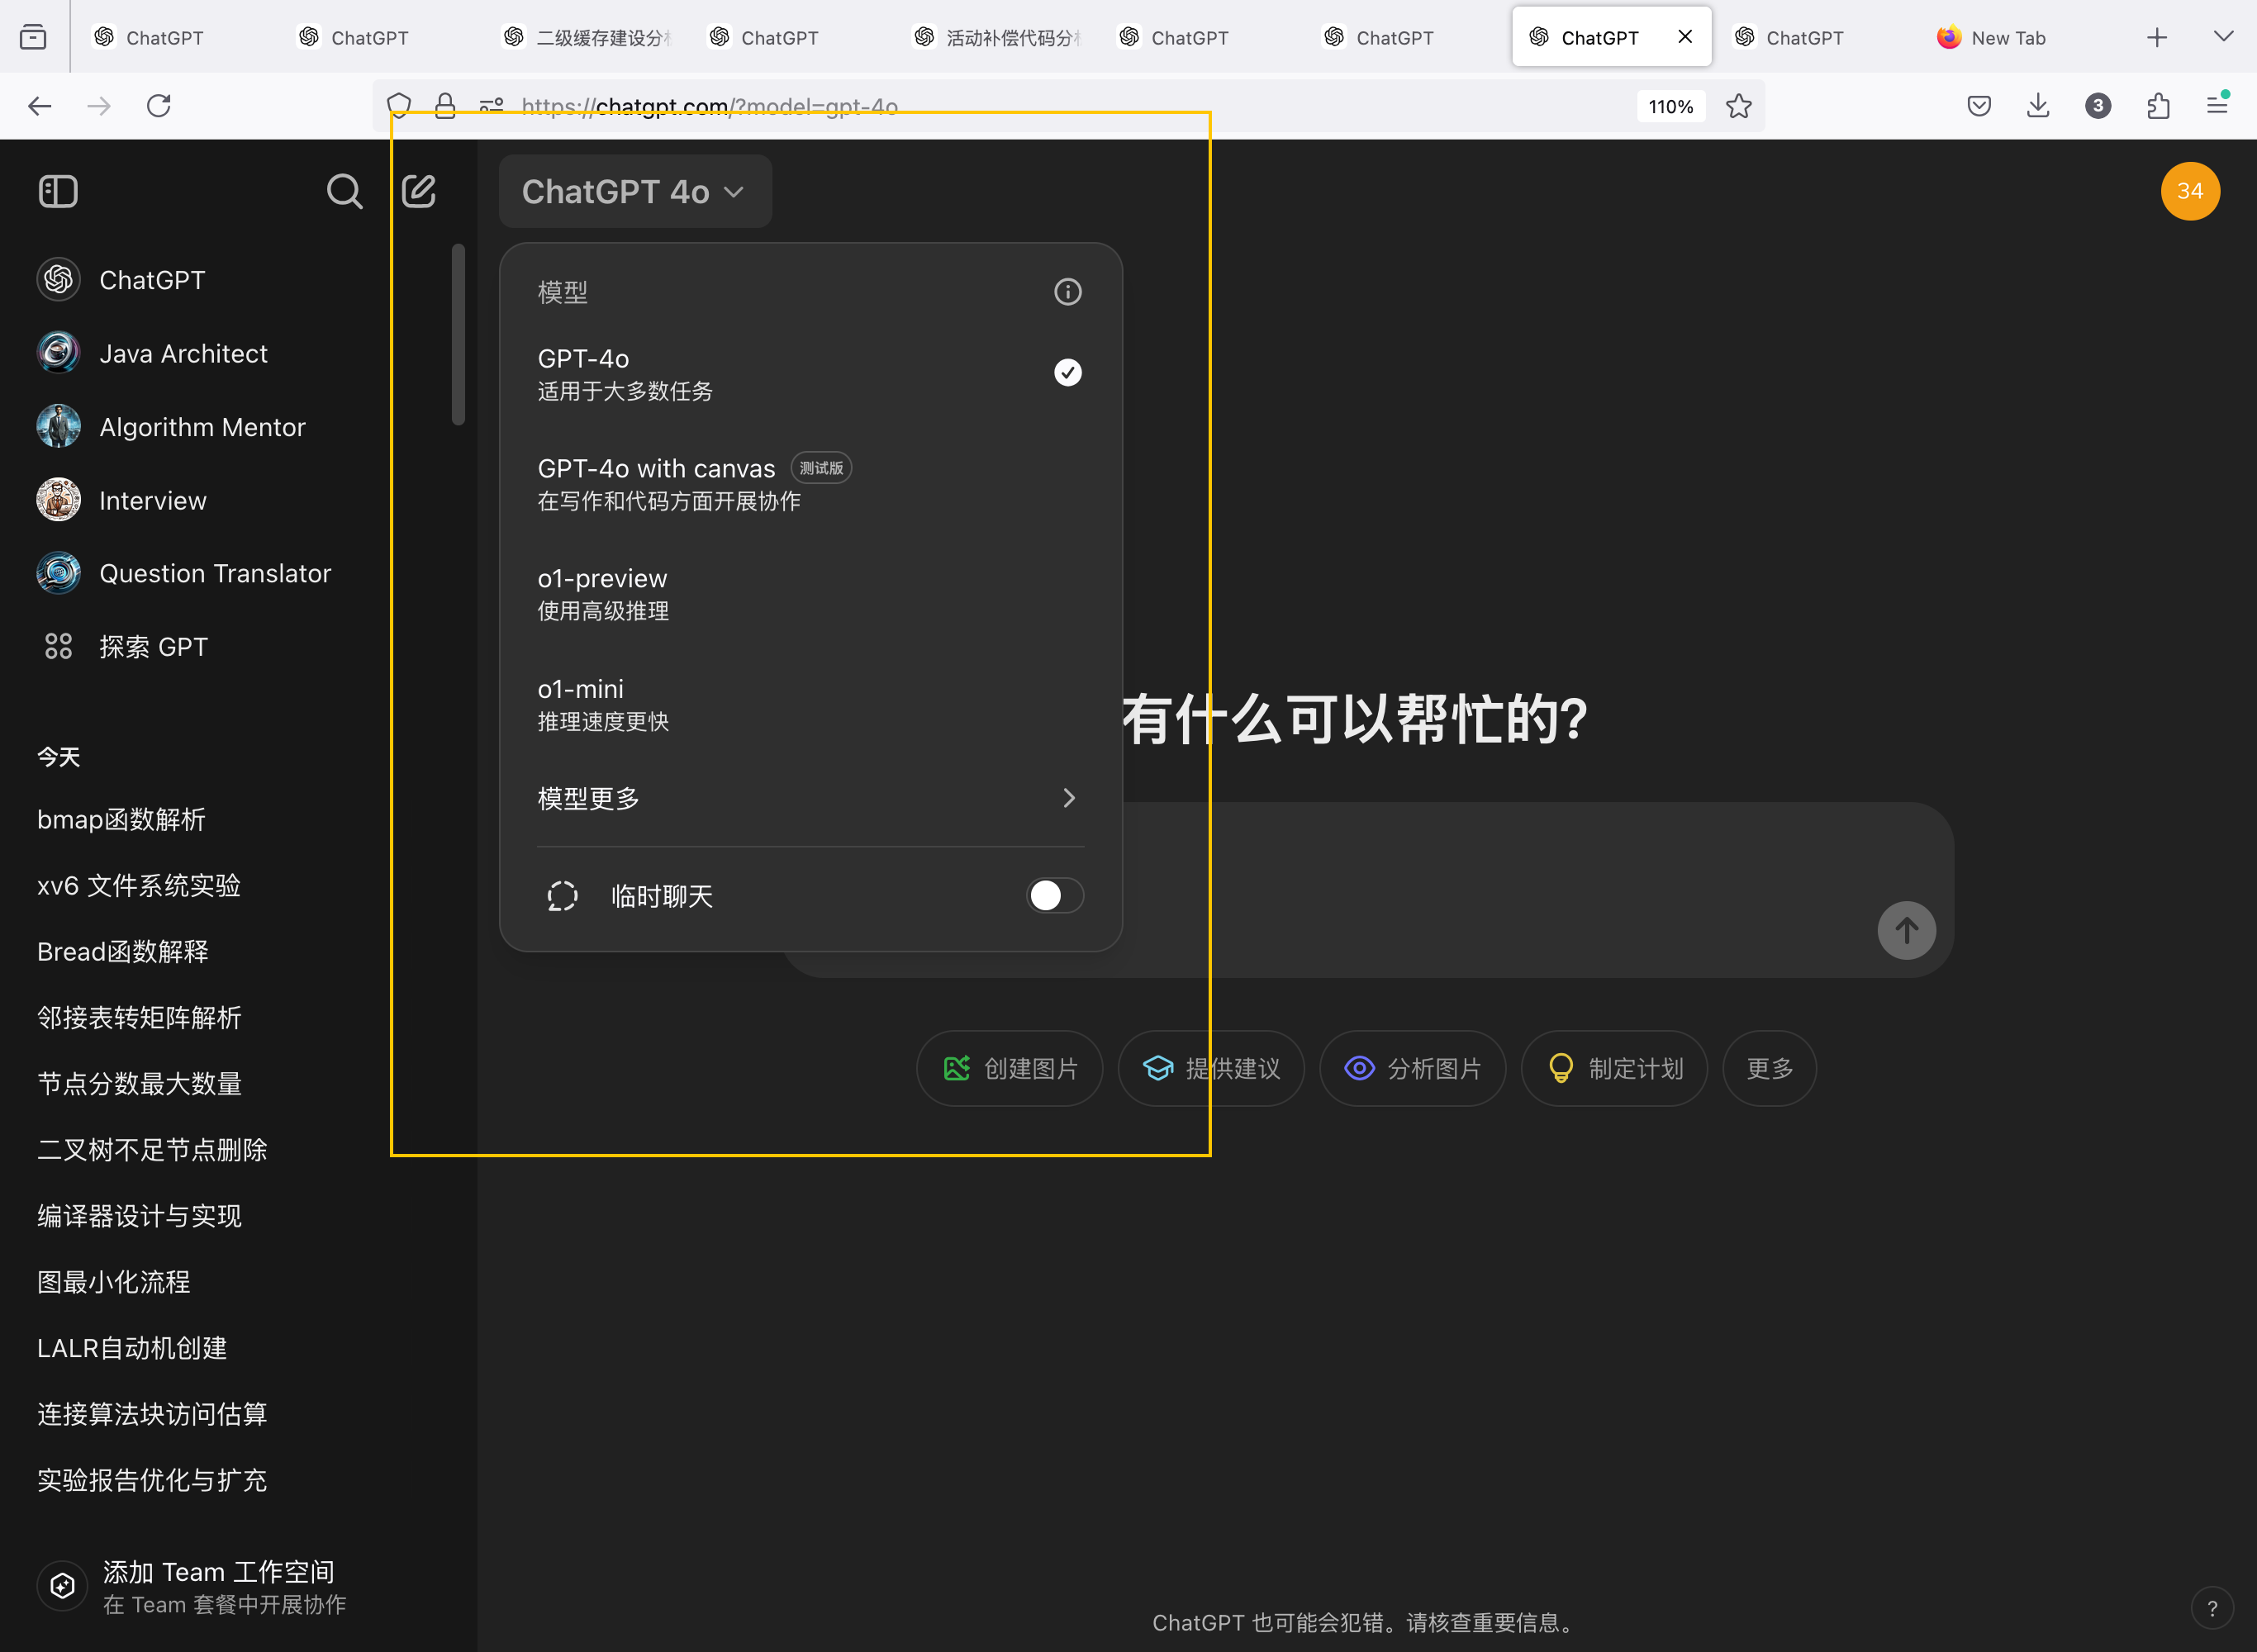 ChatGPT
ChatGPT
二级缓存建设分
ChatGPT
活动补偿代码分
ChatGPT
ChatGPT
ChatGPT
ChatGPT
New Tab
https://chatgpt.com/?model=gpt-4o
110%
3
ChatGPT 4o
34
ChatGPT
Java Architect
Algorithm Mentor
Interview
Question Translator
探索 GPT
今天
bmap函数解析
xv6 文件系统实验
Bread函数解释
邻接表转矩阵解析
节点分数最大数量
二叉树不足节点删除
编译器设计与实现
图最小化流程
LALR自动机创建
连接算法块访问估算
实验报告优化与扩充
添加 Team 工作空间
在 Team 套餐中开展协作
模型
GPT-4o
适用于大多数任务
GPT-4o with canvas 测试版
在写作和代码方面开展协作
o1-preview
使用高级推理
o1-mini
推理速度更快
模型更多
临时聊天
有什么可以帮忙的?
创建图片
提供建议
分析图片
制定计划
更多
ChatGPT 也可能会犯错。请核查重要信息。
?